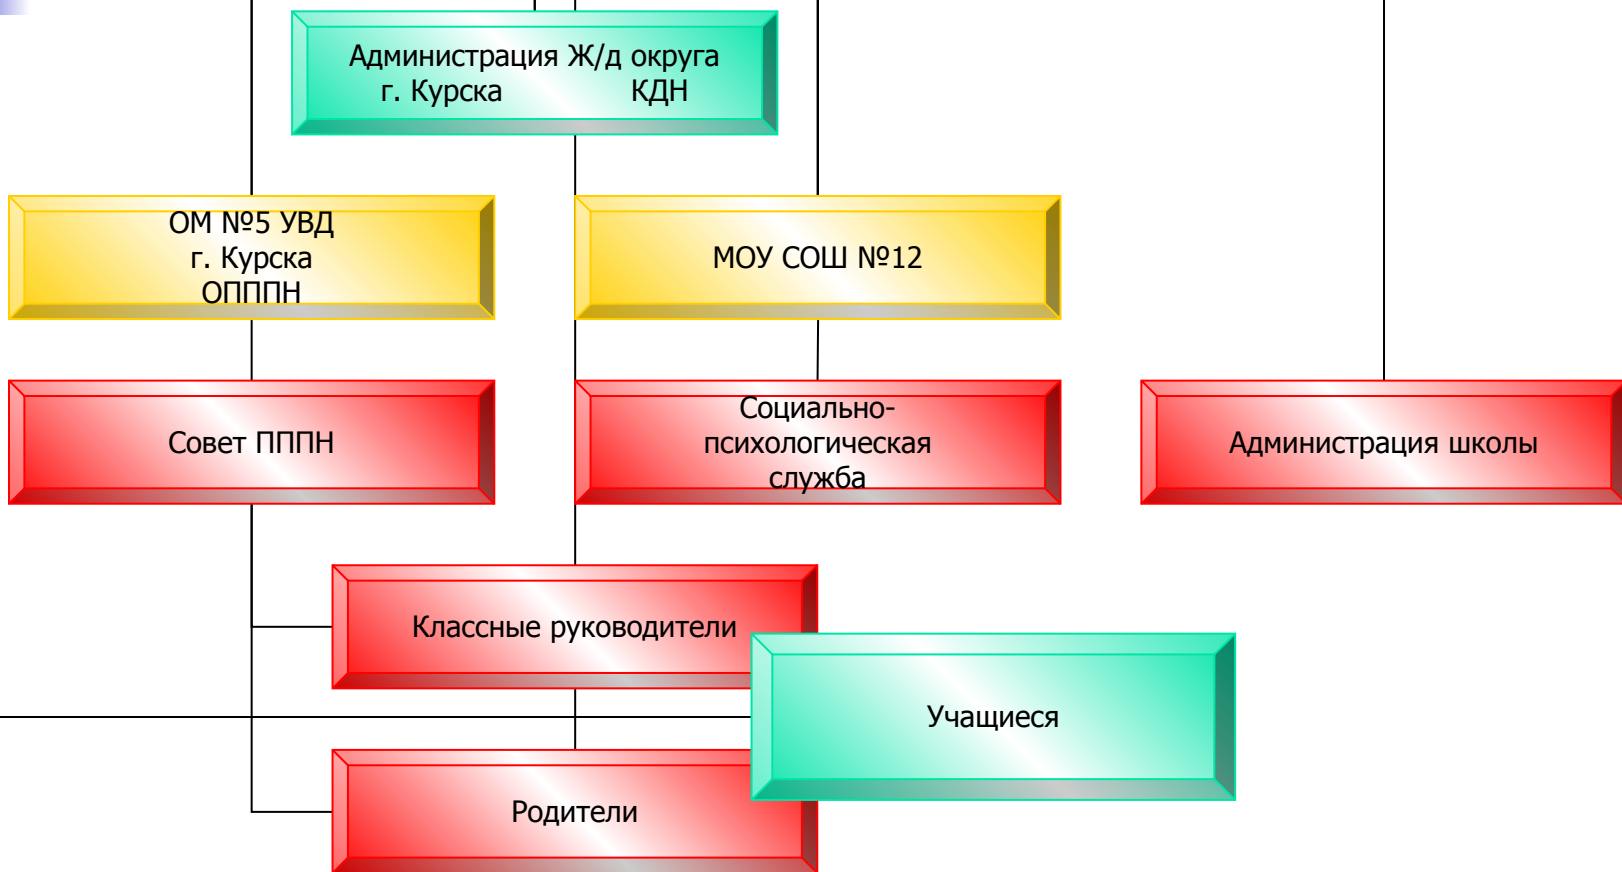 Администрация Ж/д округа
г. Курска КДН
ОМ №5 УВД
г. Курска
ОПППН
МОУ СОШ №12
Совет ПППН
Социально-
психологическая
служба
Администрация школы
Классные руководители
Учащиеся
Родители